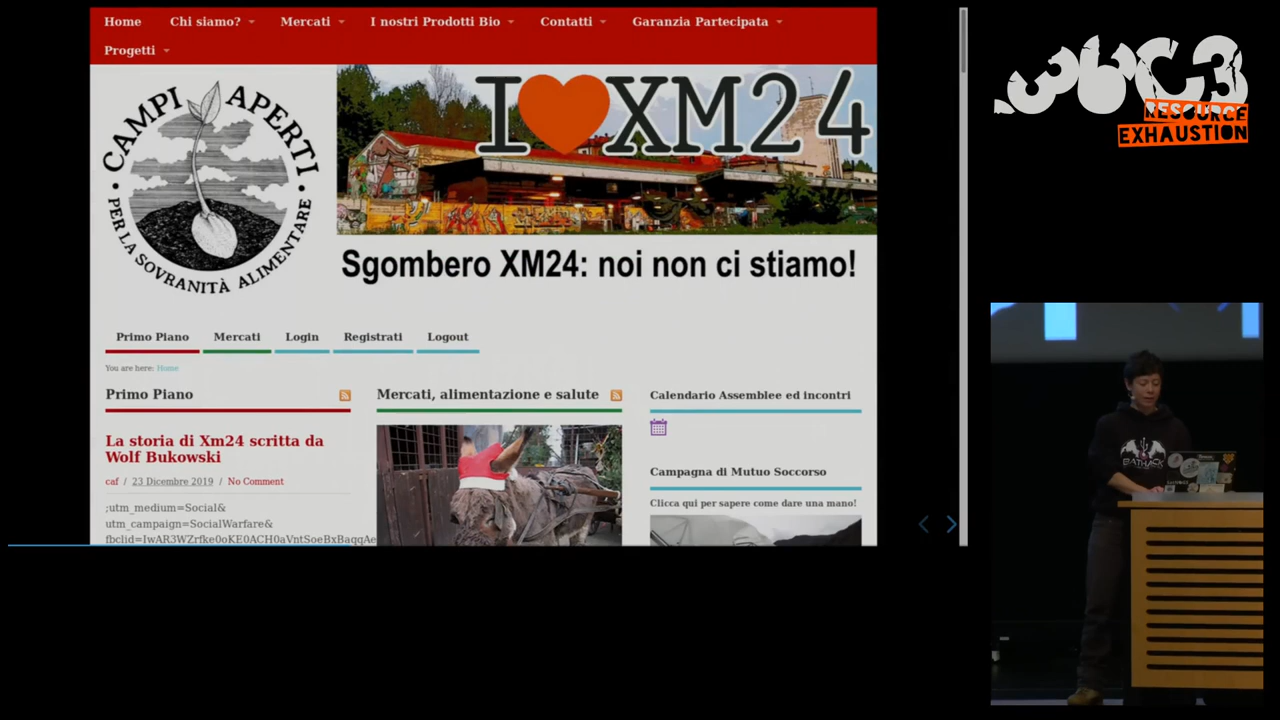 Home Chi siamo? Mercati I nostri Prodotti Bio Contatti Garanzia Partecipata
Progetti
CAMPI APERTI
• PER LA SOVRANITÀ ALIMENTARE •
I XM24
Sgombero XM24: noi non ci stiamo!
Primo Piano Mercati Login Registrati Logout
You are here: Home
Primo Piano
La storia di Xm24 scritta da
Wolf Bukowski
caf / 23 Dicembre 2019 / No Comment
;utm_medium=Social&
utm_campaign=SocialWarfare&
fbclid=IwAR3WZrfke0oKE0ACH0aVntSoeBxBaqqAe
Mercati, alimentazione e salute
Calendario Assemblee ed incontri
Campagna di Mutuo Soccorso
Clicca qui per sapere come dare una mano!
36C3
RESOURCE
EXHAUSTION
BATHACK